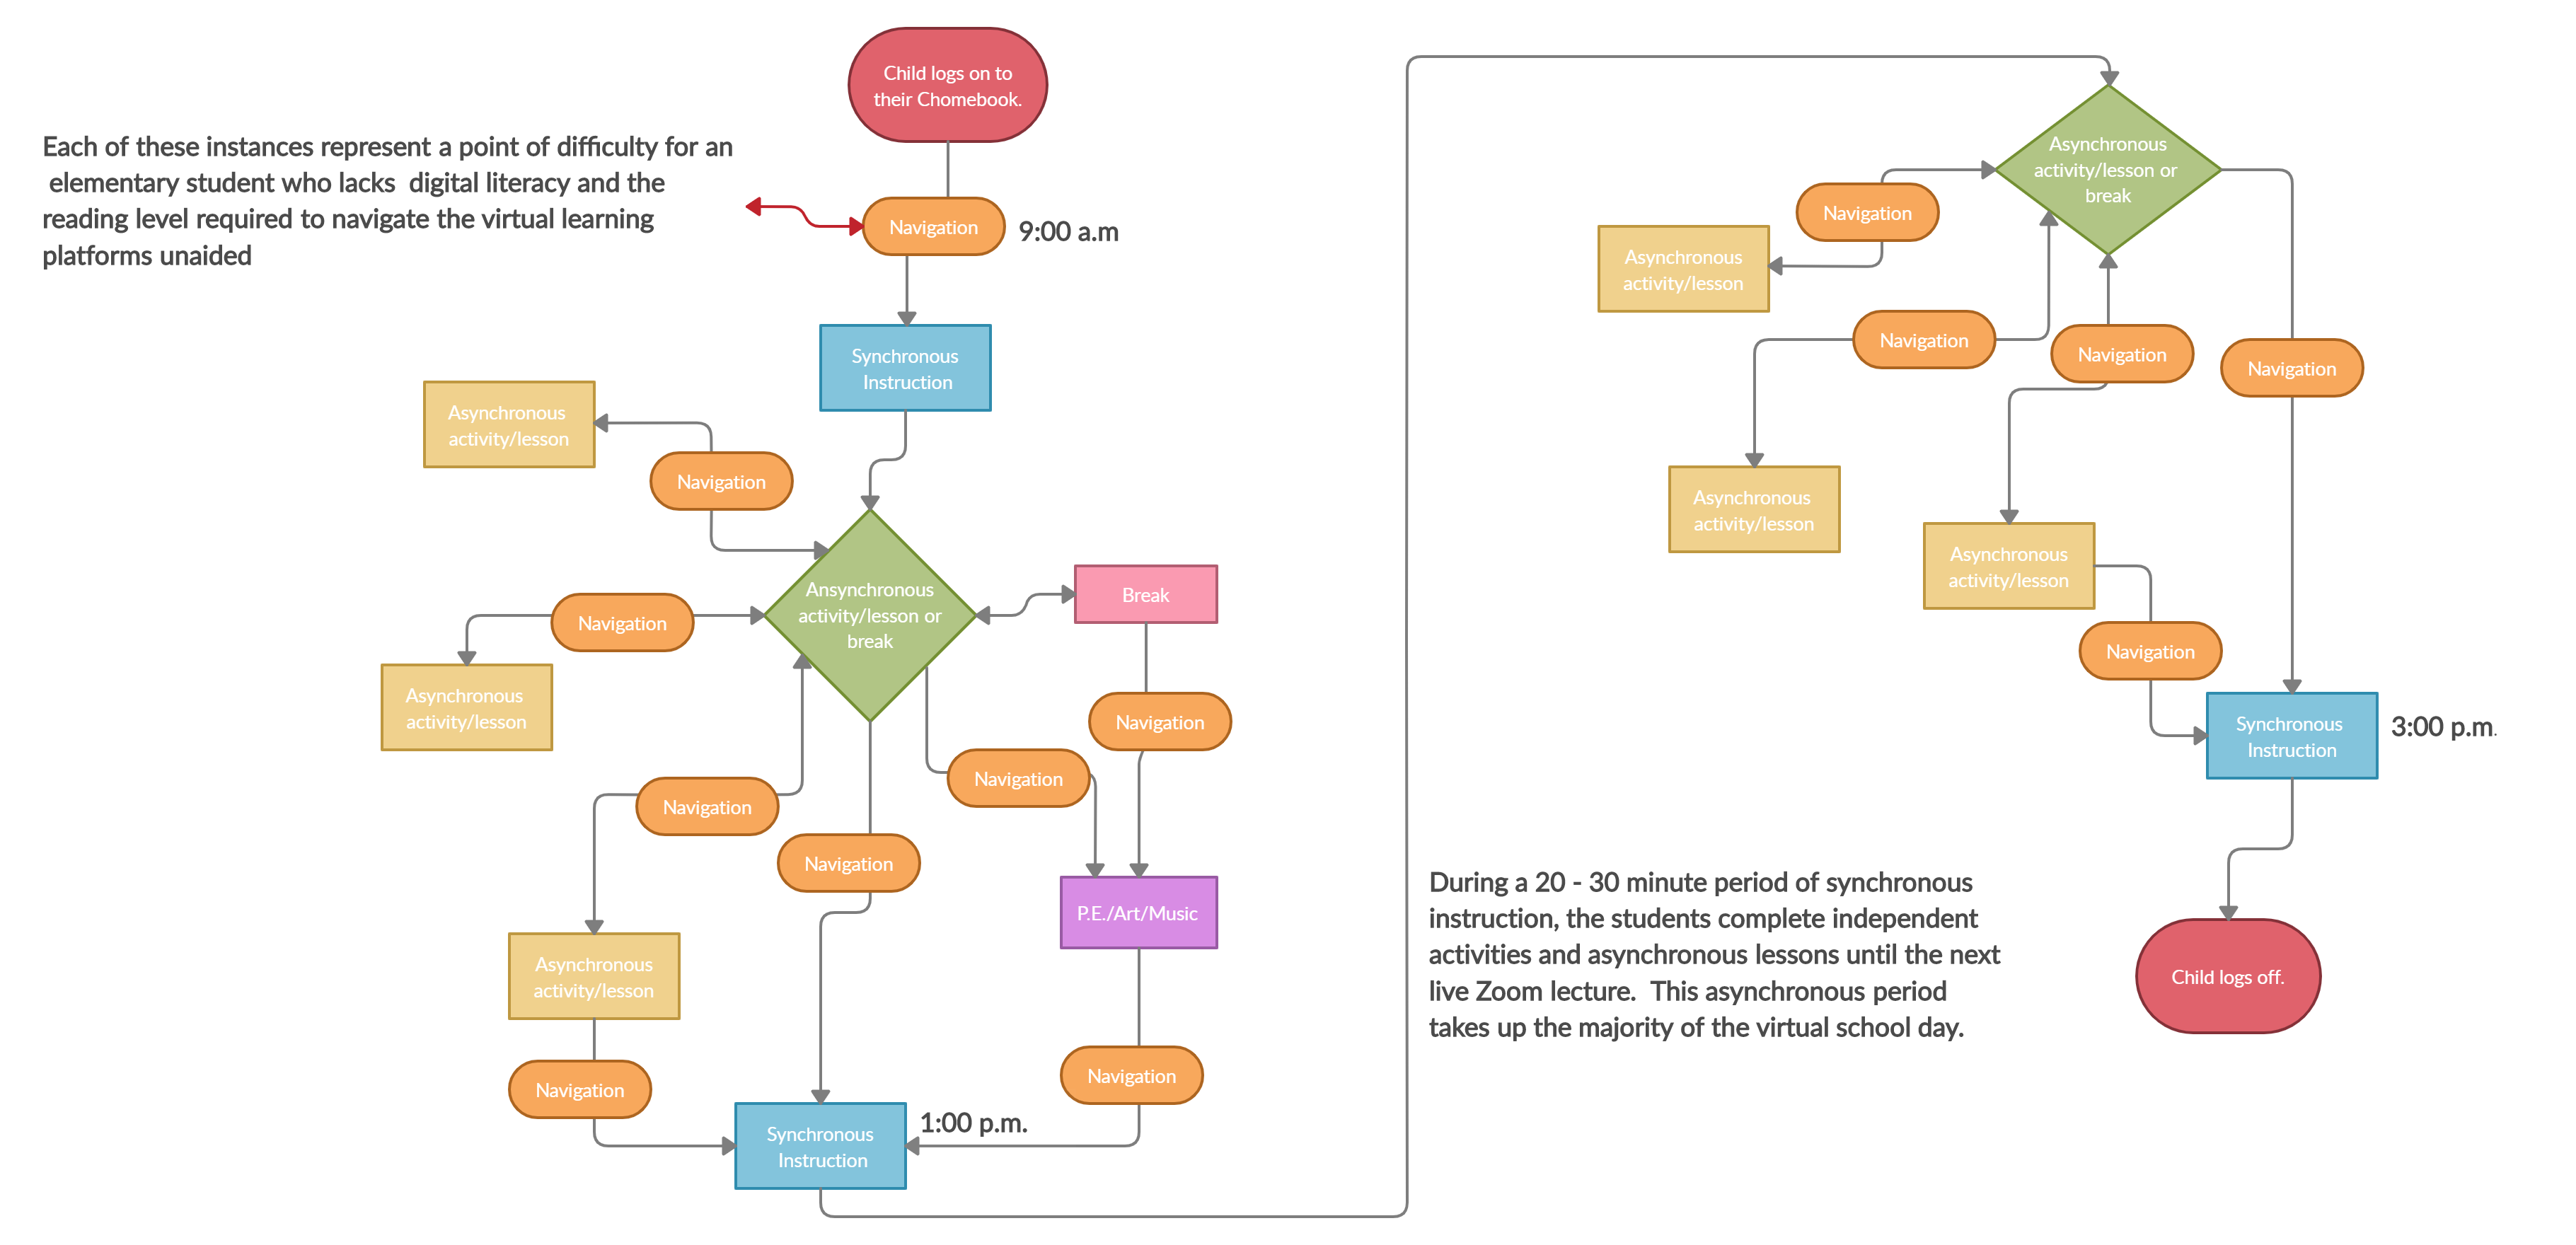 Child logs on to
their Chomebook.
Each of these instances represent a point of difficulty for an
elementary student who lacks  digital literacy and the
reading level required to navigate the virtual learning
platforms unaided
Navigation
9:00 a.m
Synchronous
Instruction
Asynchronous
activity/lesson
Navigation
Ansynchronous
activity/lesson or
break
Break
Navigation
Asynchronous
activity/lesson
Navigation
Navigation
Navigation
Navigation
P.E./Art/Music
Asynchronous
activity/lesson
Navigation
Navigation
Synchronous
Instruction
1:00 p.m.
Asynchronous
activity/lesson or
break
Navigation
Asynchronous
activity/lesson
Navigation
Navigation
Navigation
Asynchronous
activity/lesson
Asynchronous
activity/lesson
Navigation
Synchronous
Instruction
3:00 p.m.
During a 20 - 30 minute period of synchronous
instruction, the students complete independent
activities and asynchronous lessons until the next
live Zoom lecture.  This asynchronous period
takes up the majority of the virtual school day.
Child logs off.